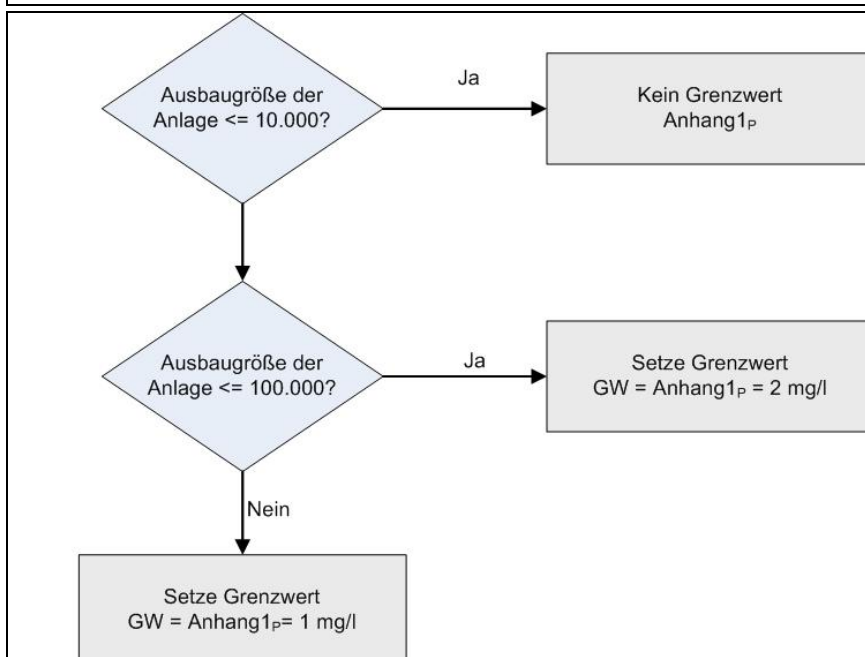 Ausbaugröße der
Anlage <= 10.000?
Ja
Kein Grenzwert
Anhang1ₚ
Ausbaugröße der
Anlage <= 100.000?
Ja
Setze Grenzwert
GW = Anhang1ₚ = 2 mg/l
Nein
Setze Grenzwert
GW = Anhang1ₚ= 1 mg/l